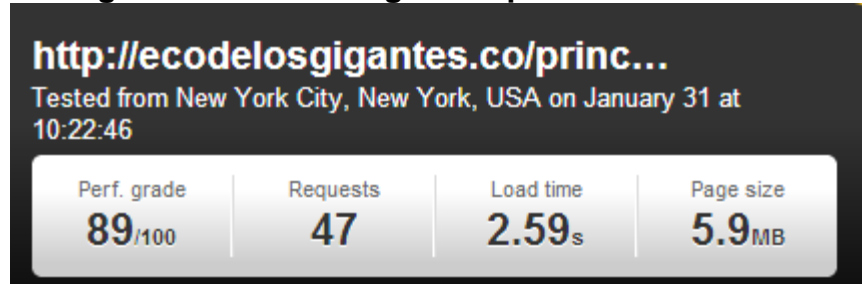 http://ecodelosgigantes.co/princ...
Tested from New York City, New York, USA on January 31 at
10:22:46
Perf. grade Requests Load time Page size
89/100 47 2.59s 5.9MB